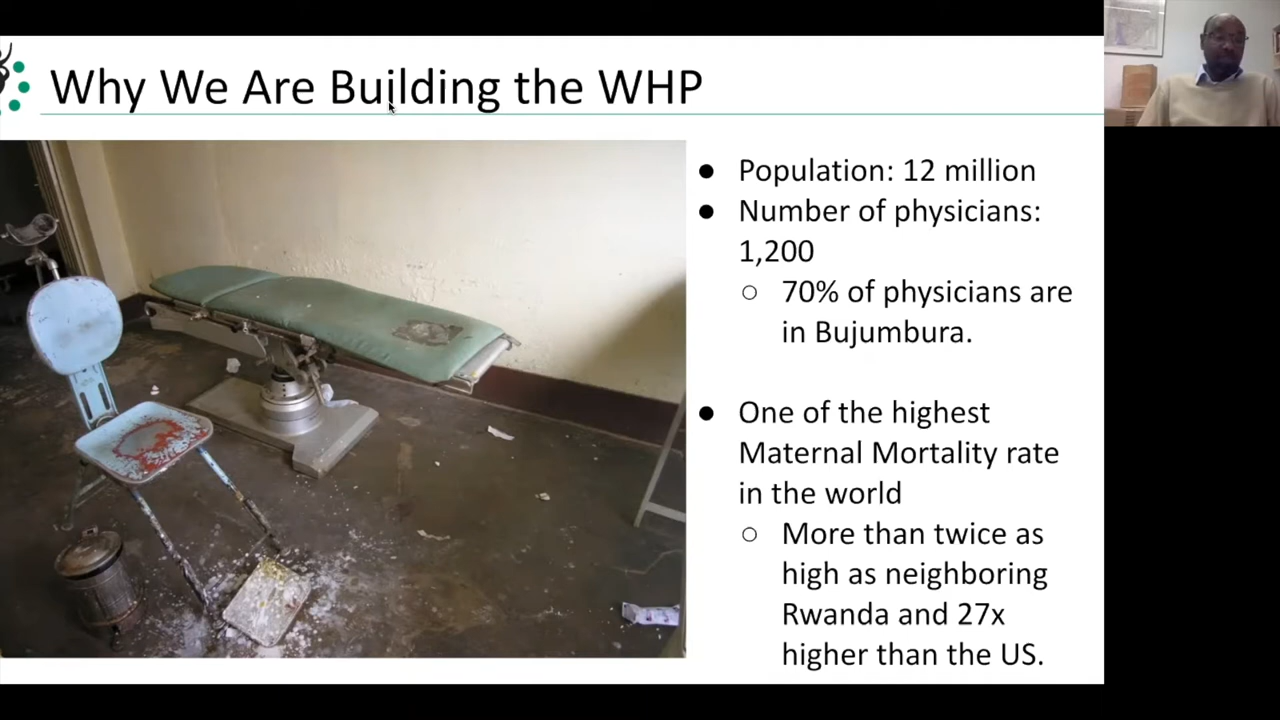 Why We Are Building the WHP
● Population: 12 million
● Number of physicians:
1,200
○ 70% of physicians are
in Bujumbura.
● One of the highest
Maternal Mortality rate
in the world
○ More than twice as
high as neighboring
Rwanda and 27x
higher than the US.